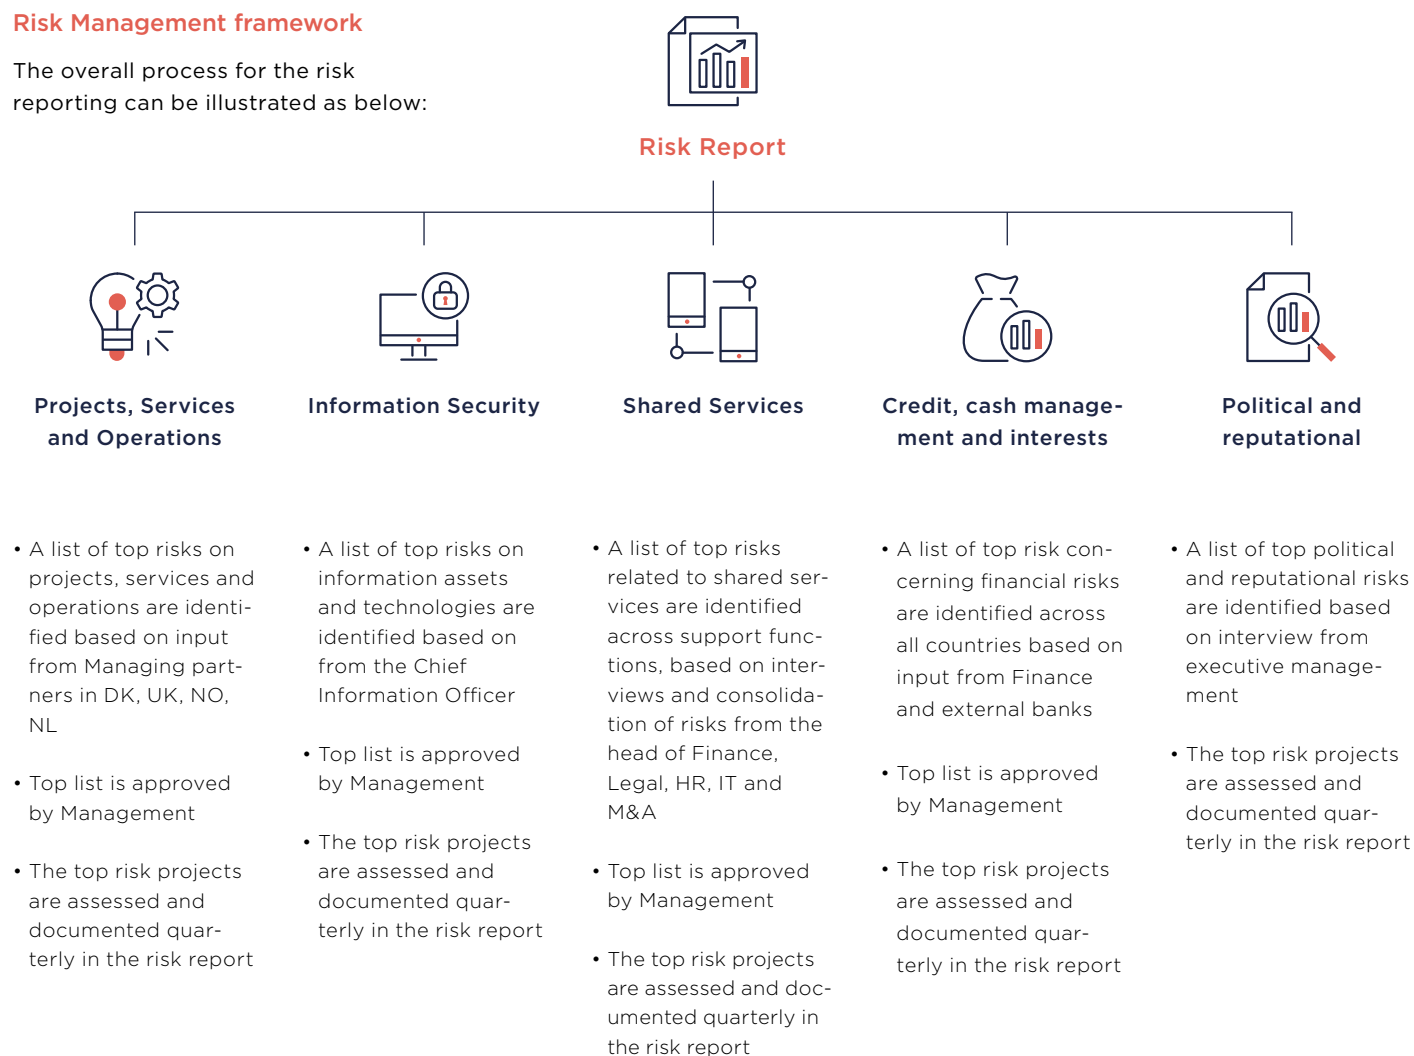 Risk Management framework
The overall process for the risk
reporting can be illustrated as below:
Risk Report
Projects, Services
and Operations
• A list of top risks on
projects, services and
operations are identi-
fied based on input
from Managing part-
ners in DK, UK, NO,
NL
• Top list is approved
by Management
• The top risk projects
are assessed and
documented quar-
terly in the risk report
Information Security
• A list of top risks on
information assets
and technologies are
identified based on
from the Chief
Information Officer
• Top list is approved
by Management
• The top risk projects
are assessed and
documented quar-
terly in the risk report
Shared Services
• A list of top risks
related to shared ser-
vices are identified
across support func-
tions, based on inter-
views and consolida-
tion of risks from the
head of Finance,
Legal, HR, IT and
M&A
• Top list is approved
by Management
• The top risk projects
are assessed and doc-
umented quarterly in
the risk report
Credit, cash manage-
ment and interests
• A list of top risk con-
cerning financial risks
are identified across
all countries based on
input from Finance
and external banks
• Top list is approved
by Management
• The top risk projects
are assessed and
documented quar-
terly in the risk report
Political and
reputational
• A list of top political
and reputational risks
are identified based
on interview from
executive manage-
ment
• The top risk projects
are assessed and
documented quar-
terly in the risk report